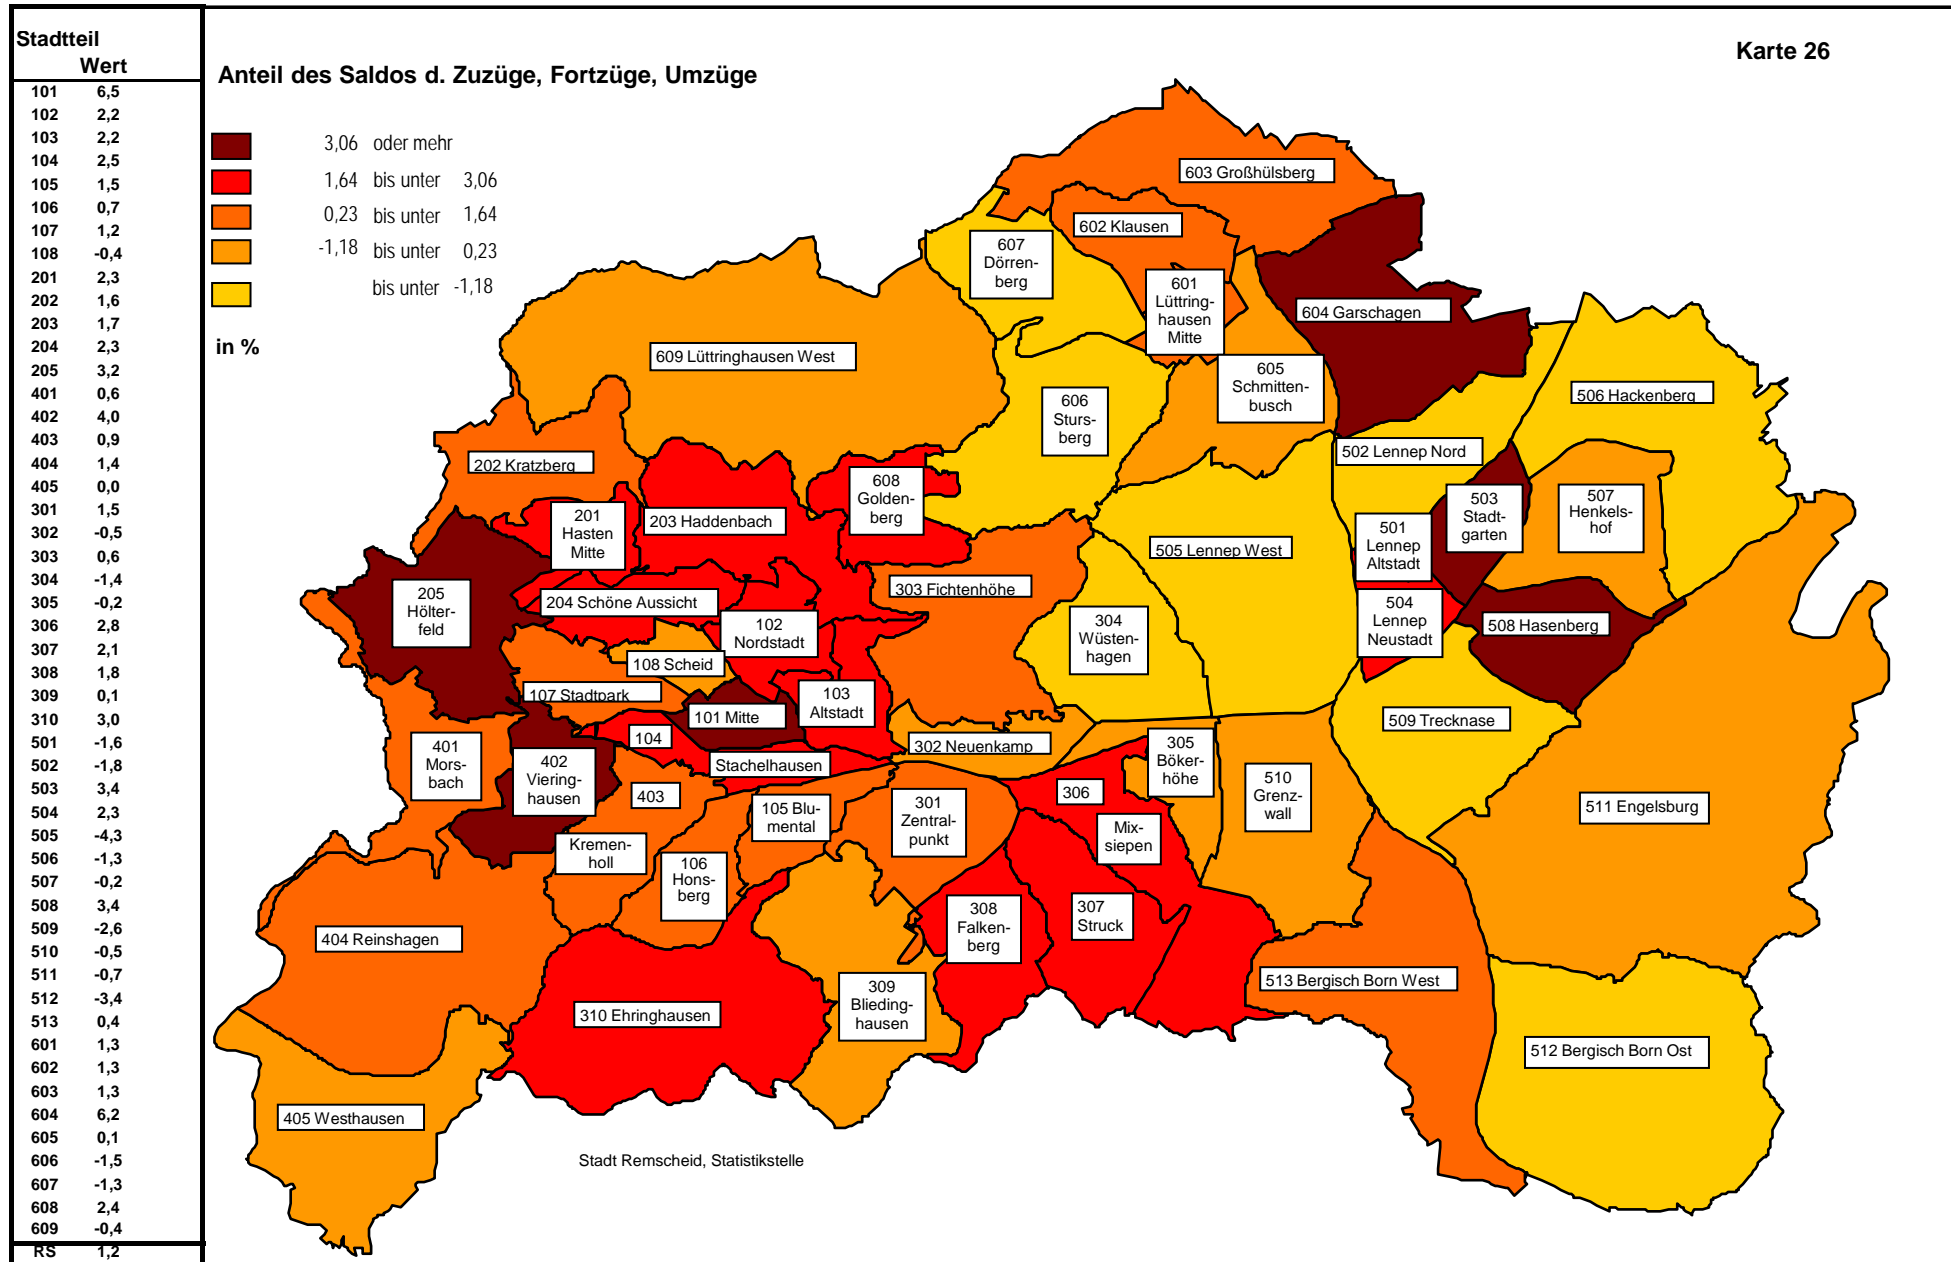 Stadtteil
Wert
101 6,5
102 2,2
103 2,2
104 2,5
105 1,5
106 0,7
107 1,2
108 -0,4
201 2,3
202 1,6
203 1,7
204 2,3
205 3,2
401 0,6
402 4,0
403 0,9
404 1,4
405 0,0
301 1,5
302 -0,5
303 0,6
304 -1,4
305 -0,2
306 2,8
307 2,1
308 1,8
309 0,1
310 3,0
501 -1,6
502 -1,8
503 3,4
504 2,3
505 -4,3
506 -1,3
507 -0,2
508 3,4
509 -2,6
510 -0,5
511 -0,7
512 -3,4
513 0,4
601 1,3
602 1,3
603 1,3
604 6,2
605 0,1
606 -1,5
607 -1,3
608 2,4
609 -0,4
RS 1,2
Karte 26
Anteil des Saldos d. Zuzüge, Fortzüge, Umzüge
3,06 oder mehr
1,64 bis unter 3,06
0,23 bis unter 1,64
-1,18 bis unter 0,23
bis unter -1,18
in %
603 Großhülsberg
602 Klausen
607
Dörren-
berg
601
Lüttring-
hausen
Mitte
604 Garschagen
609 Lüttringhausen West
605
Schmitten-
busch
606
Sturs-
berg
506 Hackenberg
502 Lennep Nord
202 Kratzberg
608
Golden-
berg
503
Stadt-
garten
507
Henkels-
hof
201
Hasten
Mitte
203 Haddenbach
501
Lennep
Altstadt
505 Lennep West
205
Hölter-
feld
303 Fichtenhöhe
204 Schöne Aussicht
504
Lennep
Neustadt
304
Wüsten-
hagen
102
Nordstadt
508 Hasenberg
108 Scheid
107 Stadtpark
103
Altstadt
101 Mitte
509 Trecknase
104
Stachelhausen
302 Neuenkamp
305
Böker-
höhe
401
Mors-
bach
402
Viering-
hausen
403
Kremen-
holl
306
Mix-
siepen
510
Grenz-
wall
511 Engelsburg
105 Blu-
mental
301
Zentral-
punkt
106
Hons-
berg
404 Reinshagen
308
Falken-
berg
307
Struck
513 Bergisch Born West
309
Blieding-
hausen
310 Ehringhausen
512 Bergisch Born Ost
405 Westhausen
Stadt Remscheid, Statistikstelle